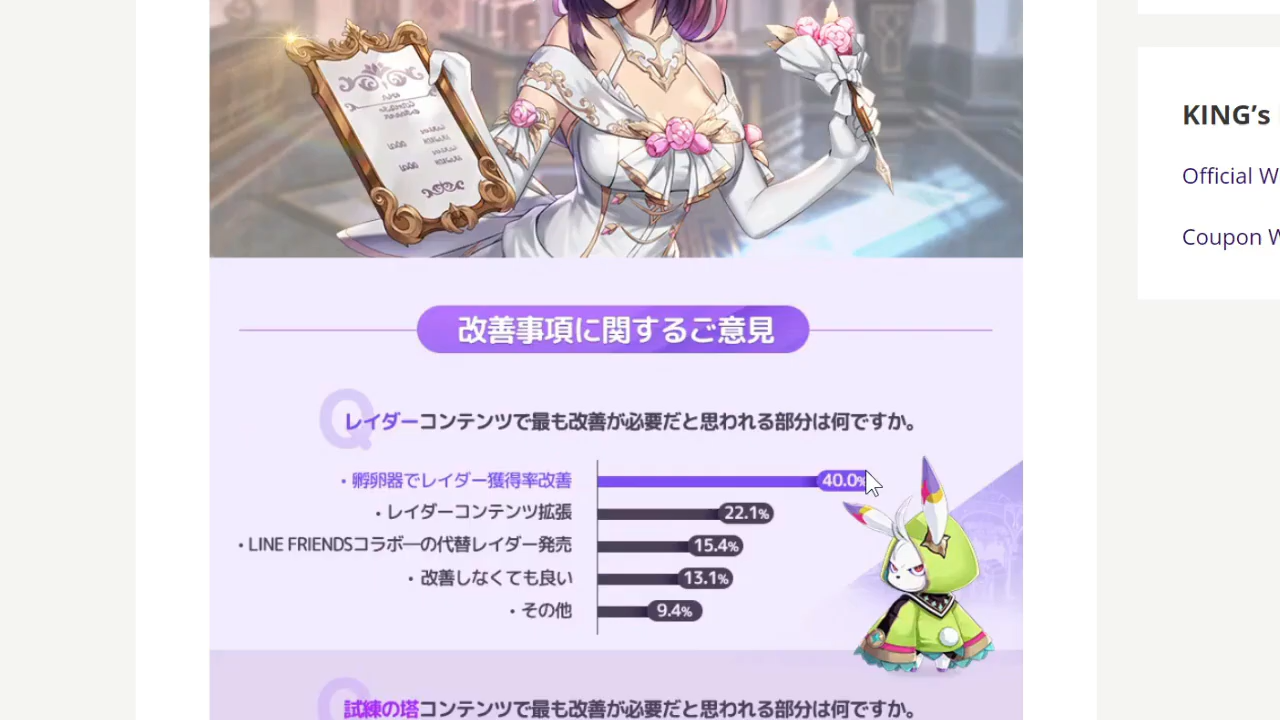 KING’s
Official W
Coupon W
改善事項に関するご意見
Q
レイダーコンテンツで最も改善が必要だと思われる部分は何ですか。
・孵卵器でレイダー獲得率改善 40.0%
・レイダーコンテンツ拡張 22.1%
・LINE FRIENDSコラボーの代替レイダー発売 15.4%
・改善しなくても良い 13.1%
・その他 9.4%
Q
試練の塔コンテンツで最も改善が必要だと思われる部分は何ですか。